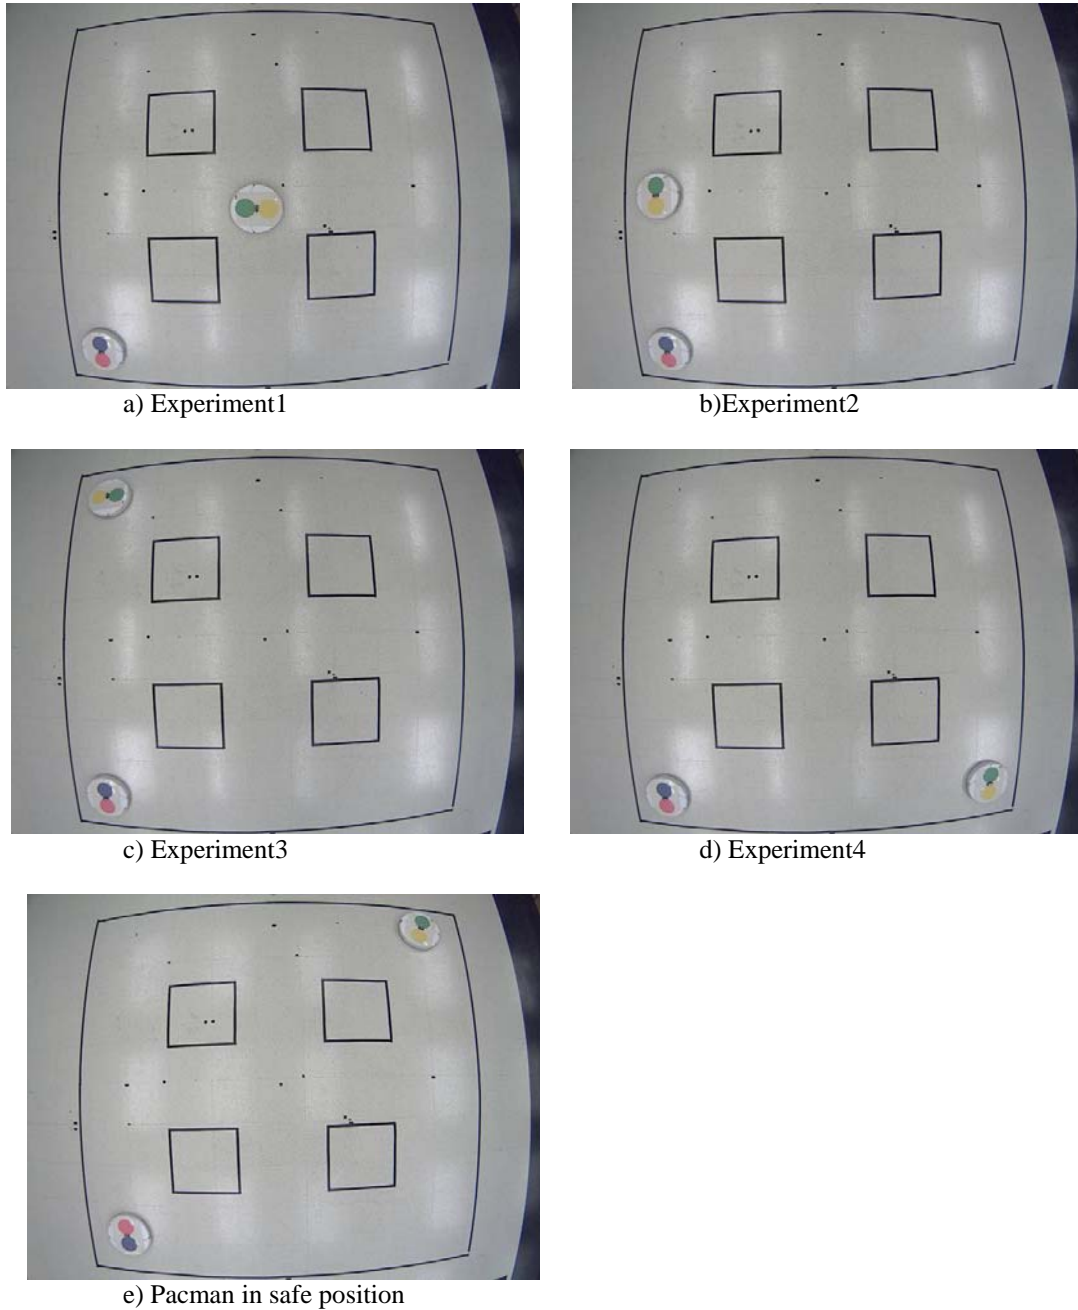 a) Experiment1
b)Experiment2
c) Experiment3
d) Experiment4
e) Pacman in safe position